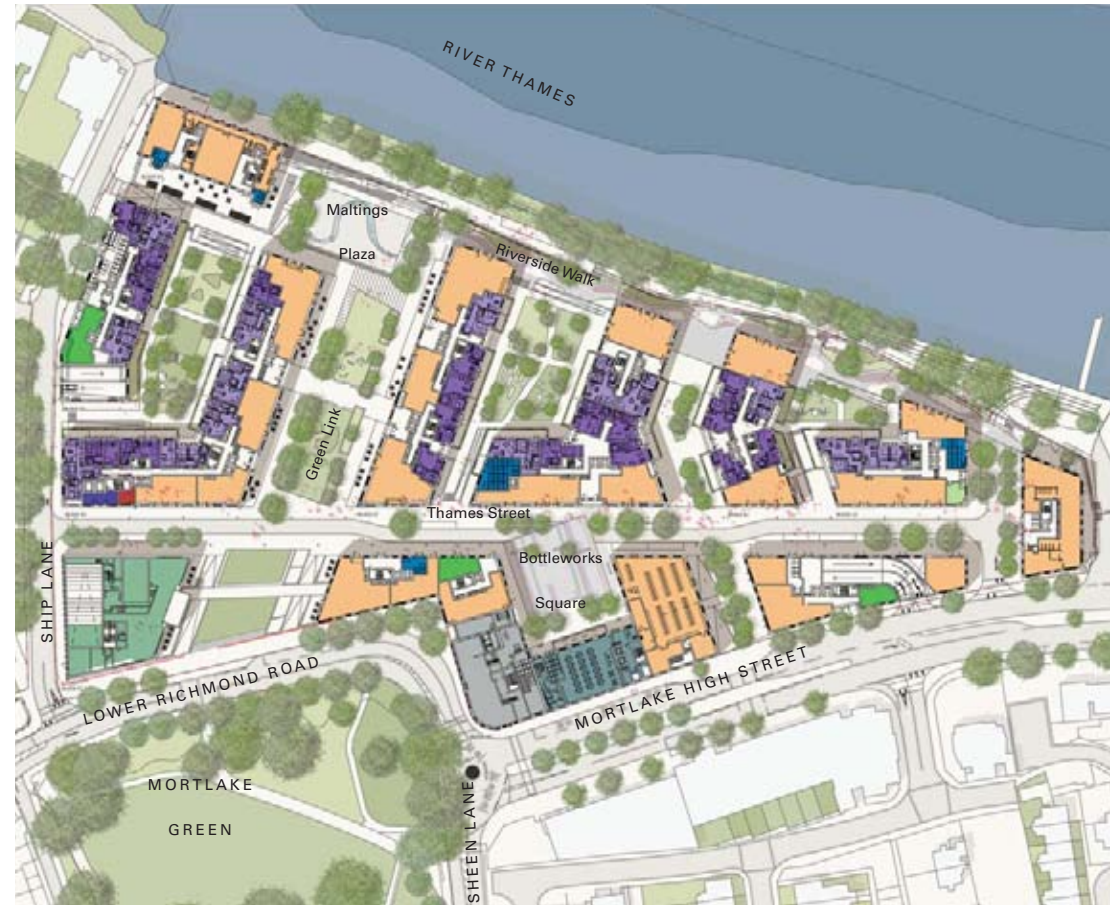 RIVER THAMES
Maltings
Plaza
Riverside Walk
Green Link
Thames Street
Bottleworks
Square
SHIP LANE
LOWER RICHMOND ROAD
MORTLAKE HIGH STREET
MORTLAKE
GREEN
SHEEN LANE